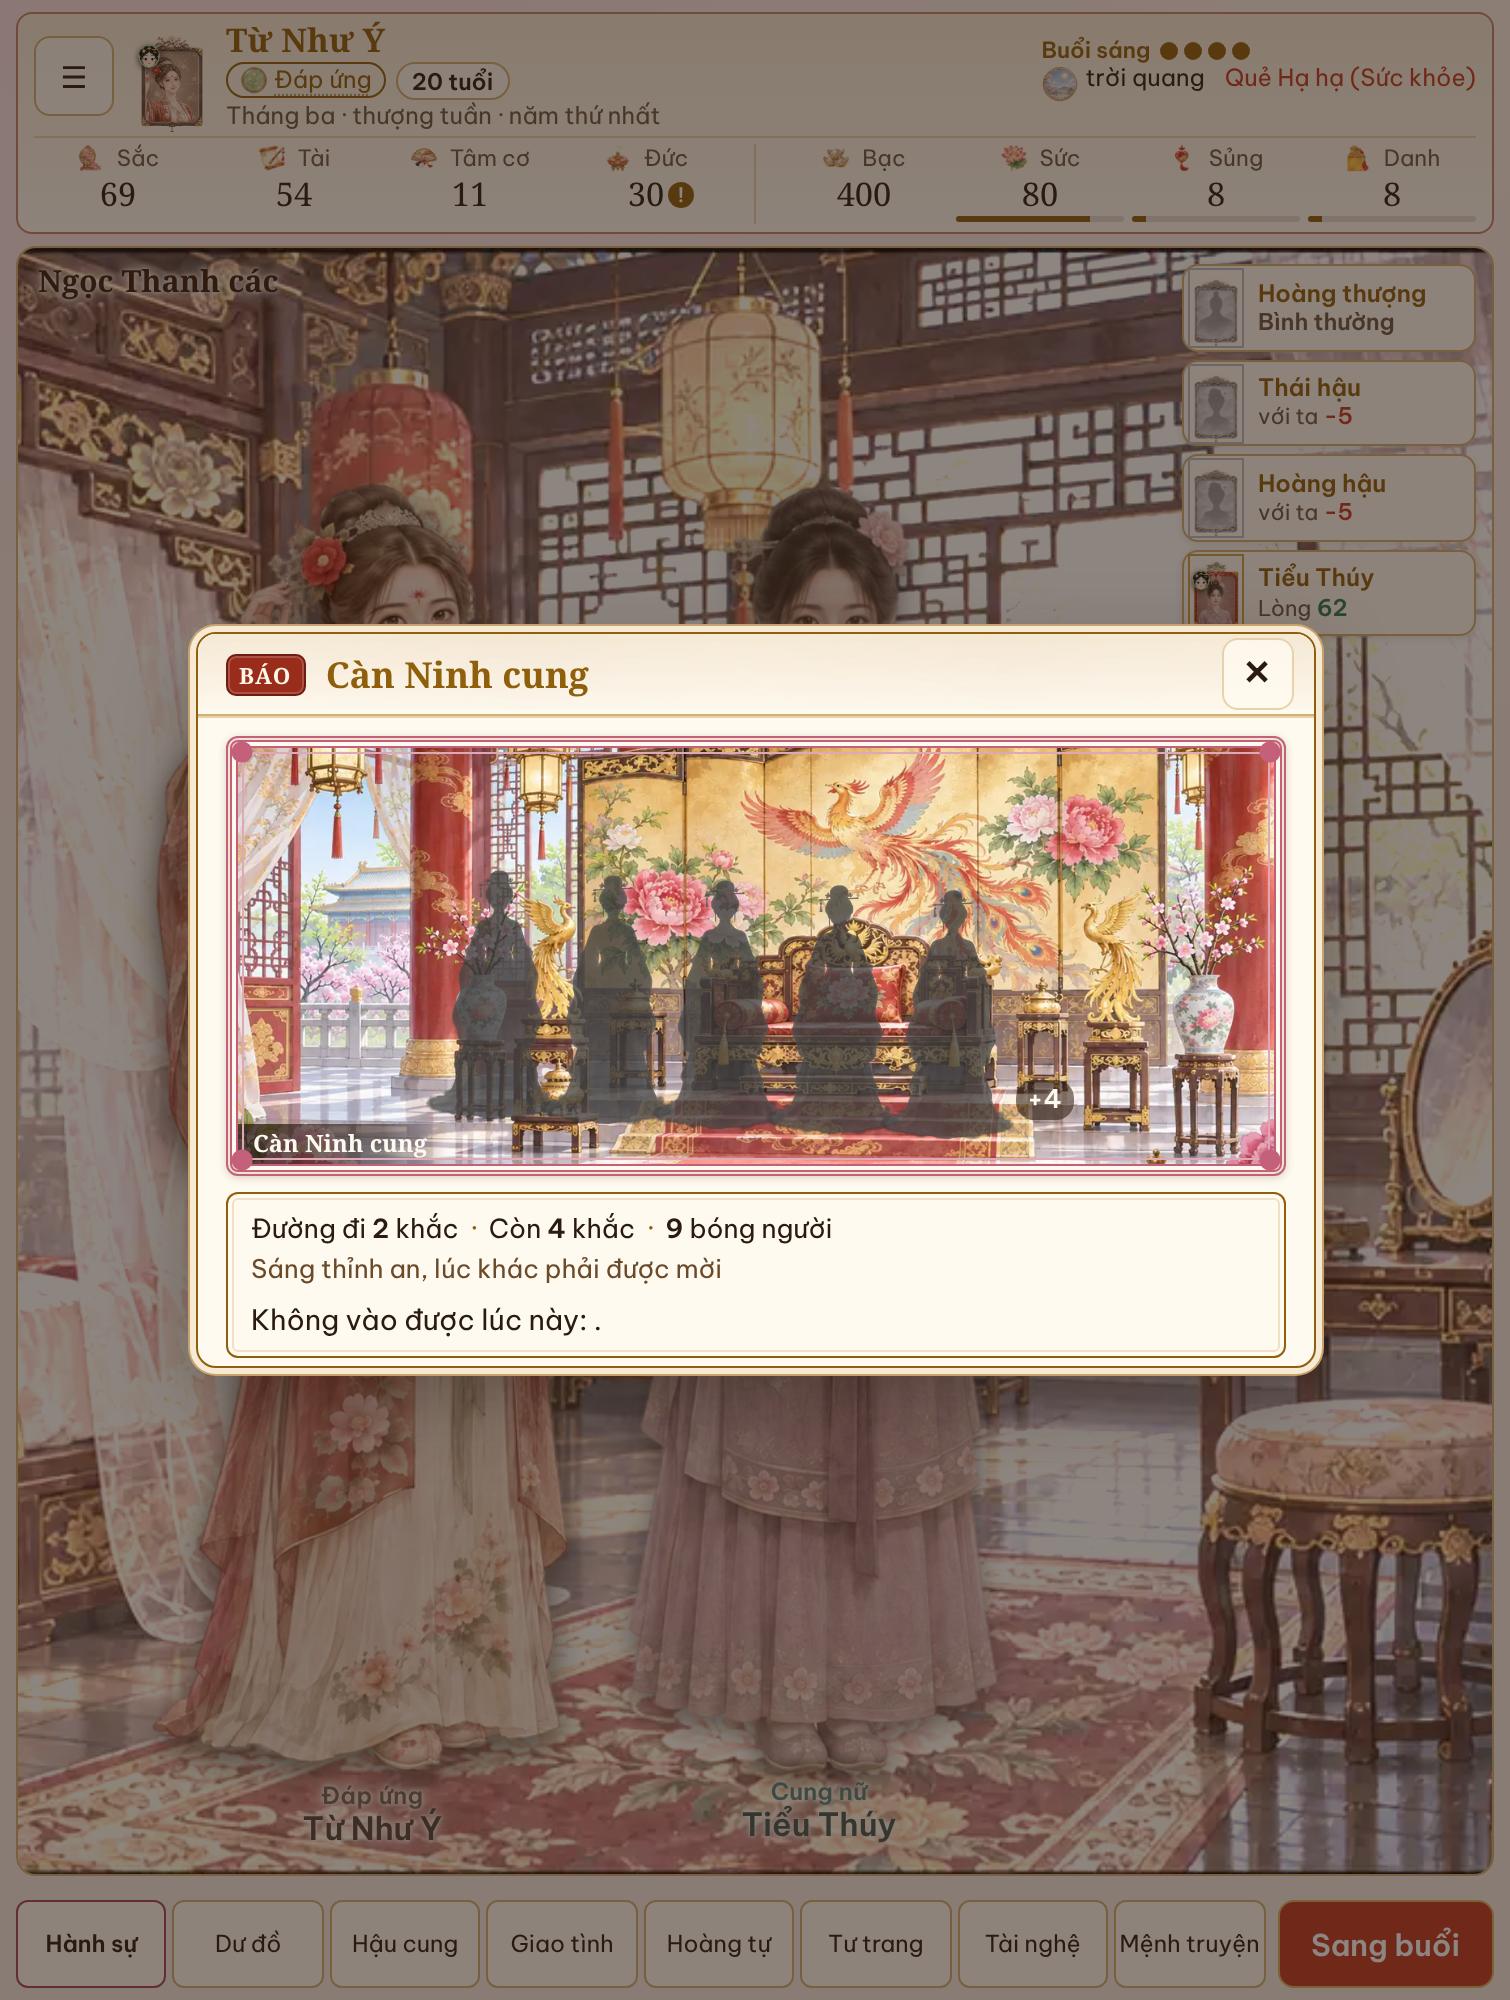 ☰
Từ Như Ý
Đáp ứng
20 tuổi
Tháng ba · thượng tuần · năm thứ nhất
Buổi sáng
trời quang
Quẻ Hạ hạ (Sức khỏe)
Sắc
69
Tài
54
Tâm cơ
11
Đức
30 !
Bạc
400
Sức
80
Sủng
8
Danh
8
Ngọc Thanh các
Hoàng thượng
Bình thường
Thái hậu
với ta -5
Hoàng hậu
với ta -5
Tiểu Thúy
Lòng 62
BÁO
Càn Ninh cung
✕
+4
Càn Ninh cung
Đường đi 2 khắc · Còn 4 khắc · 9 bóng người
Sáng thỉnh an, lúc khác phải được mời
Không vào được lúc này: .
Đáp ứng
Từ Như Ý
Cung nữ
Tiểu Thúy
Hành sự
Dư đồ
Hậu cung
Giao tình
Hoàng tự
Tư trang
Tài nghệ
Mệnh truyện
Sang buổi